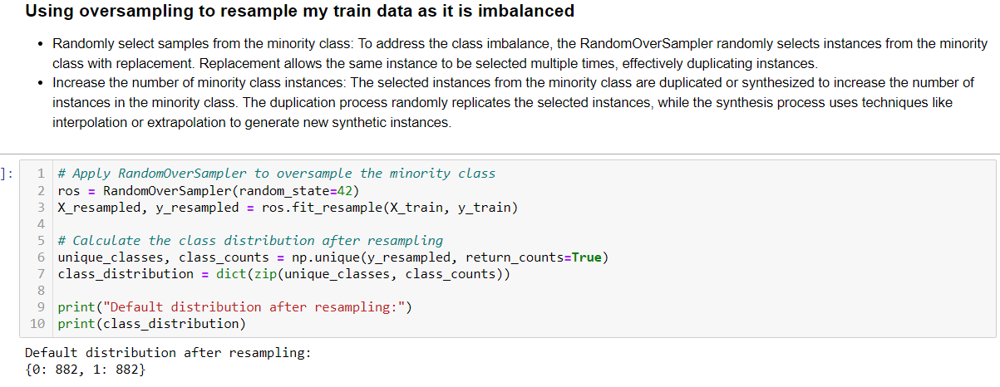 Using oversampling to resample my train data as it is imbalanced
• Randomly select samples from the minority class: To address the class imbalance, the RandomOverSampler randomly selects instances from the minority
class with replacement. Replacement allows the same instance to be selected multiple times, effectively duplicating instances.
• Increase the number of minority class instances: The selected instances from the minority class are duplicated or synthesized to increase the number of
instances in the minority class. The duplication process randomly replicates the selected instances, while the synthesis process uses techniques like
interpolation or extrapolation to generate new synthetic instances.
]: 1 # Apply RandomOverSampler to oversample the minority class
2 ros = RandomOverSampler(random_state=42)
3 X_resampled, y_resampled = ros.fit_resample(X_train, y_train)
4
5 # Calculate the class distribution after resampling
6 unique_classes, class_counts = np.unique(y_resampled, return_counts=True)
7 class_distribution = dict(zip(unique_classes, class_counts))
8
9 print("Default distribution after resampling:")
10 print(class_distribution)
Default distribution after resampling:
{0: 882, 1: 882}